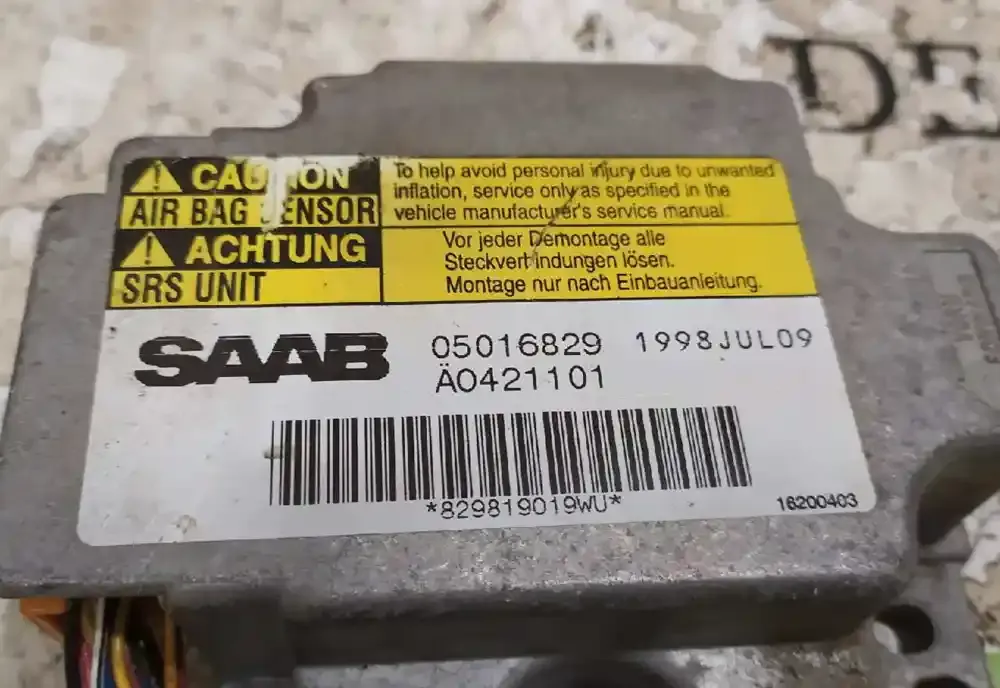 CAUTION
AIR BAG SENSOR
ACHTUNG
SRS UNIT
To help avoid personal injury due to unwanted
inflation, service only as specified in the
vehicle manufacturer's service manual.
Vor jeder Demontage alle
Steckverbindungen lösen.
Montage nur nach Einbauanleitung.
SAAB
05016829 1998JUL09
ÄO421101
*829819019WU*
16200403
DE